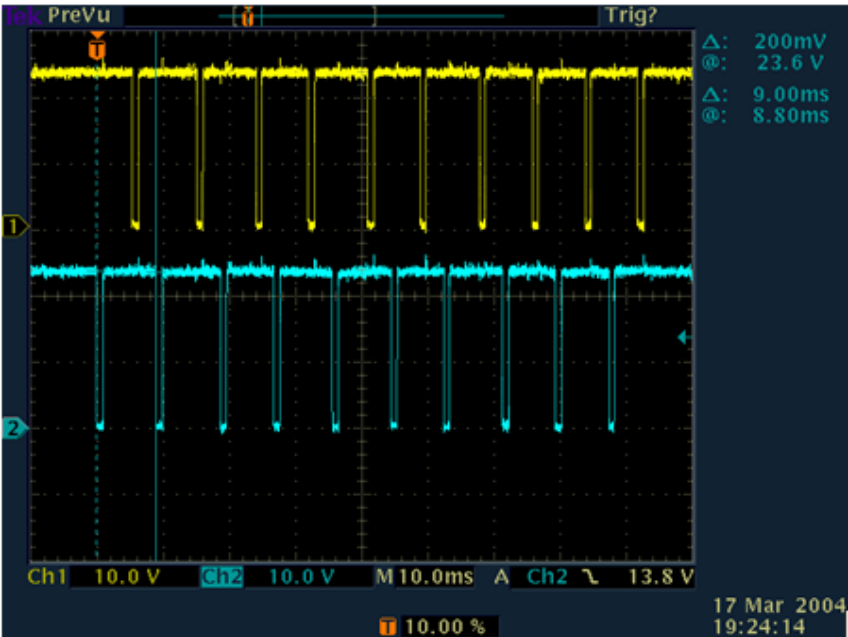 Tek PreVu Trig?
T
T
Δ: 200mV
@: 23.6 V
Δ: 9.00ms
@: 8.80ms
1
2
Ch1 10.0 V Ch2 10.0 V M 10.0ms A Ch2 13.8 V
17 Mar 2004
T 10.00 % 19:24:14